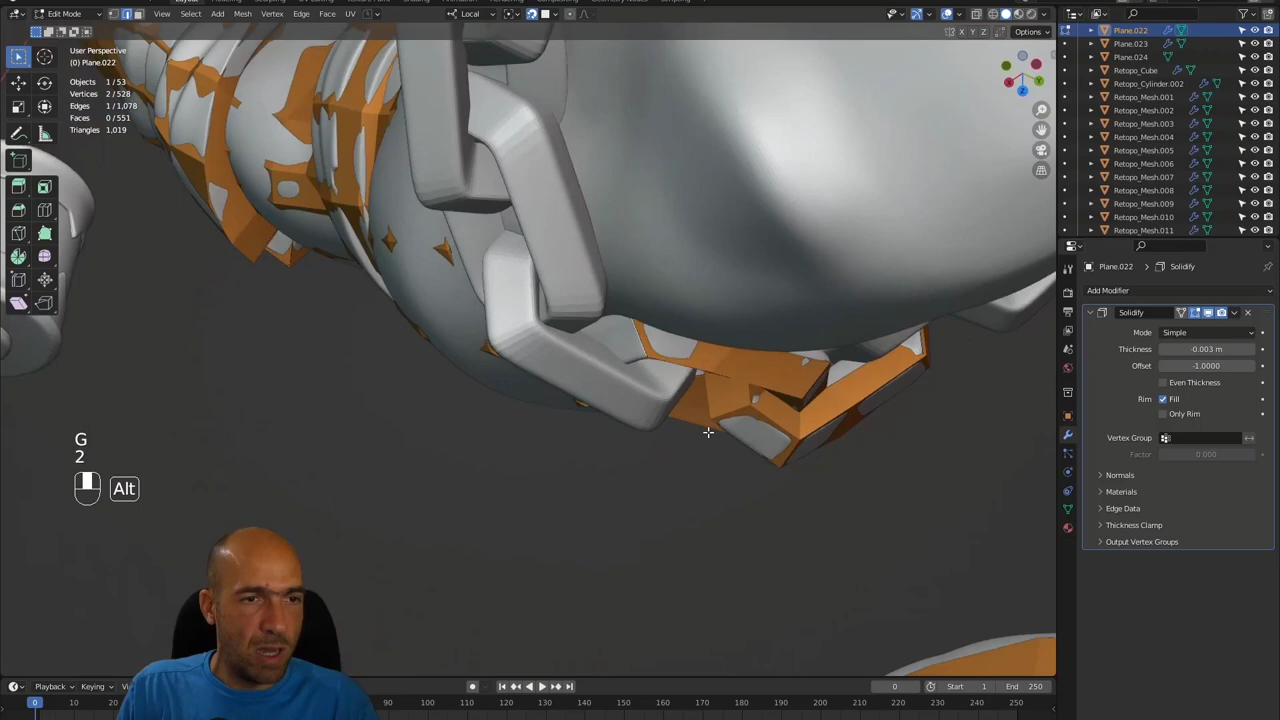 Edit Mode View Select Add Mesh Vertex Edge Face UV Local
X Y Z Options
User Perspective
(0) Plane.022
Objects 1 / 53
Vertices 2 / 528
Edges 1 / 1,078
Faces 0 / 551
Triangles 1,019
G
2
Alt
Plane.022
Plane.023
Plane.024
Retopo_Cube
Retopo_Cylinder.002
Retopo_Mesh.001
Retopo_Mesh.002
Retopo_Mesh.003
Retopo_Mesh.004
Retopo_Mesh.005
Retopo_Mesh.006
Retopo_Mesh.007
Retopo_Mesh.008
Retopo_Mesh.009
Retopo_Mesh.010
Retopo_Mesh.011
Plane.022 Solidify
Add Modifier
Solidify
Mode Simple
Thickness -0.003 m
Offset -1.0000
Even Thickness
Rim Fill
Only Rim
Vertex Group
Factor 0.000
Normals
Materials
Edge Data
Thickness Clamp
Output Vertex Groups
Playback Keying 0 Start 1 End 250
0 10 80 90 100 110 120 130 140 150 160 170 180 190 200 210 220 230 240 250